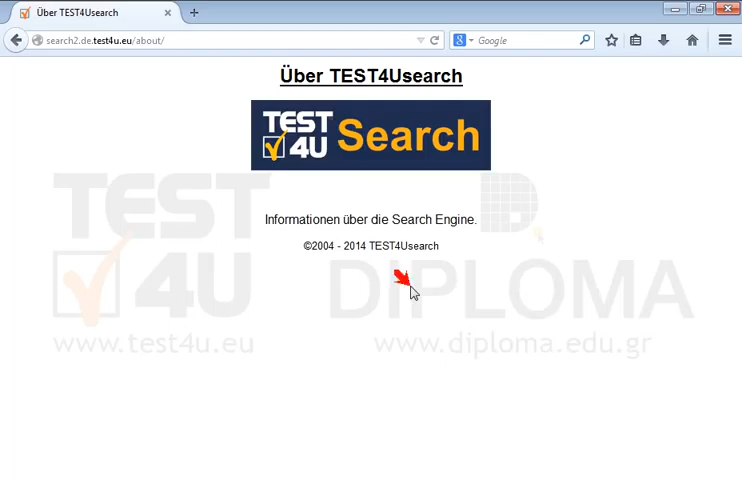 Über TEST4Usearch
search2.de.test4u.eu/about/
Google
Über TEST4Usearch
TEST
4U
Search
Informationen über die Search Engine.
©2004 - 2014 TEST4Usearch
TEST
4U
DIPLOMA
www.test4u.eu
www.diploma.edu.gr